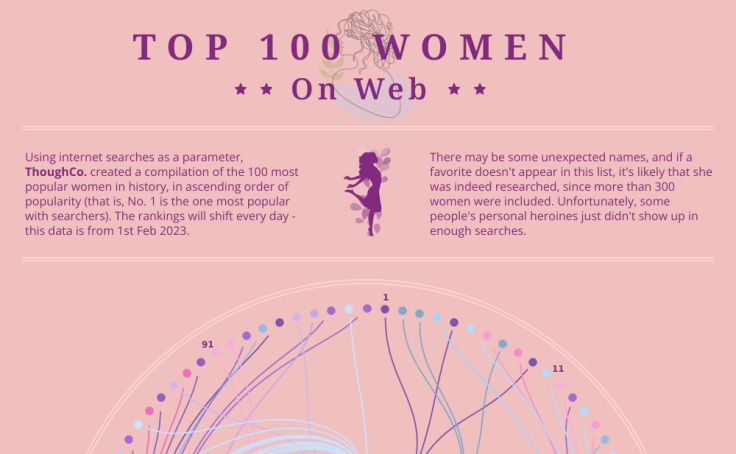 TOP 100 WOMEN
On Web
Using internet searches as a parameter,
ThoughCo. created a compilation of the 100 most
popular women in history, in ascending order of
popularity (that is, No. 1 is the one most popular
with searchers). The rankings will shift every day -
this data is from 1st Feb 2023.
There may be some unexpected names, and if a
favorite doesn't appear in this list, it's likely that she
was indeed researched, since more than 300
women were included. Unfortunately, some
people's personal heroines just didn't show up in
enough searches.
1
91
11